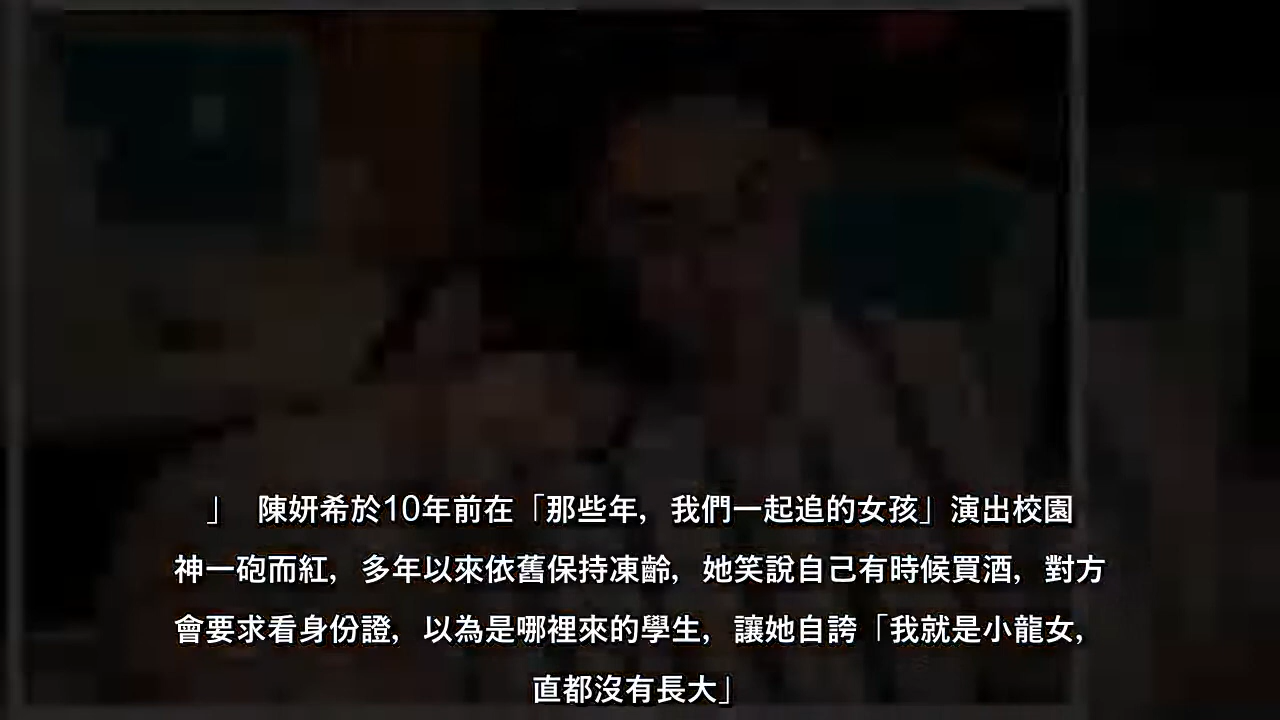 」 陳妍希於10年前在「那些年，我們一起追的女孩」演出校園
神一砲而紅，多年以來依舊保持凍齡，她笑說自己有時候買酒，對方
會要求看身份證，以為是哪裡來的學生，讓她自誇「我就是小龍女，
直都沒有長大」